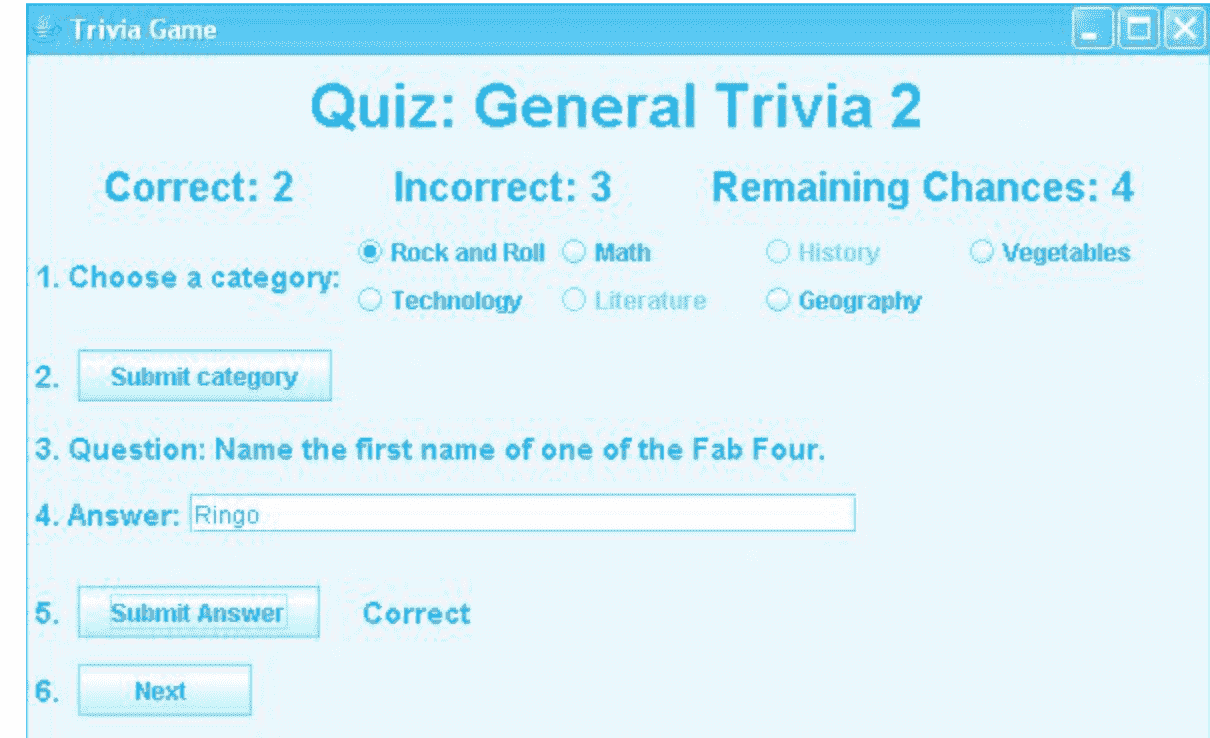 Trivia Game
Quiz: General Trivia 2
Correct: 2 Incorrect: 3 Remaining Chances: 4
1. Choose a category:
Rock and Roll Math History Vegetables
Technology Literature Geography
2. Submit category
3. Question: Name the first name of one of the Fab Four.
4. Answer: Ringo
5. Submit Answer Correct
6. Next